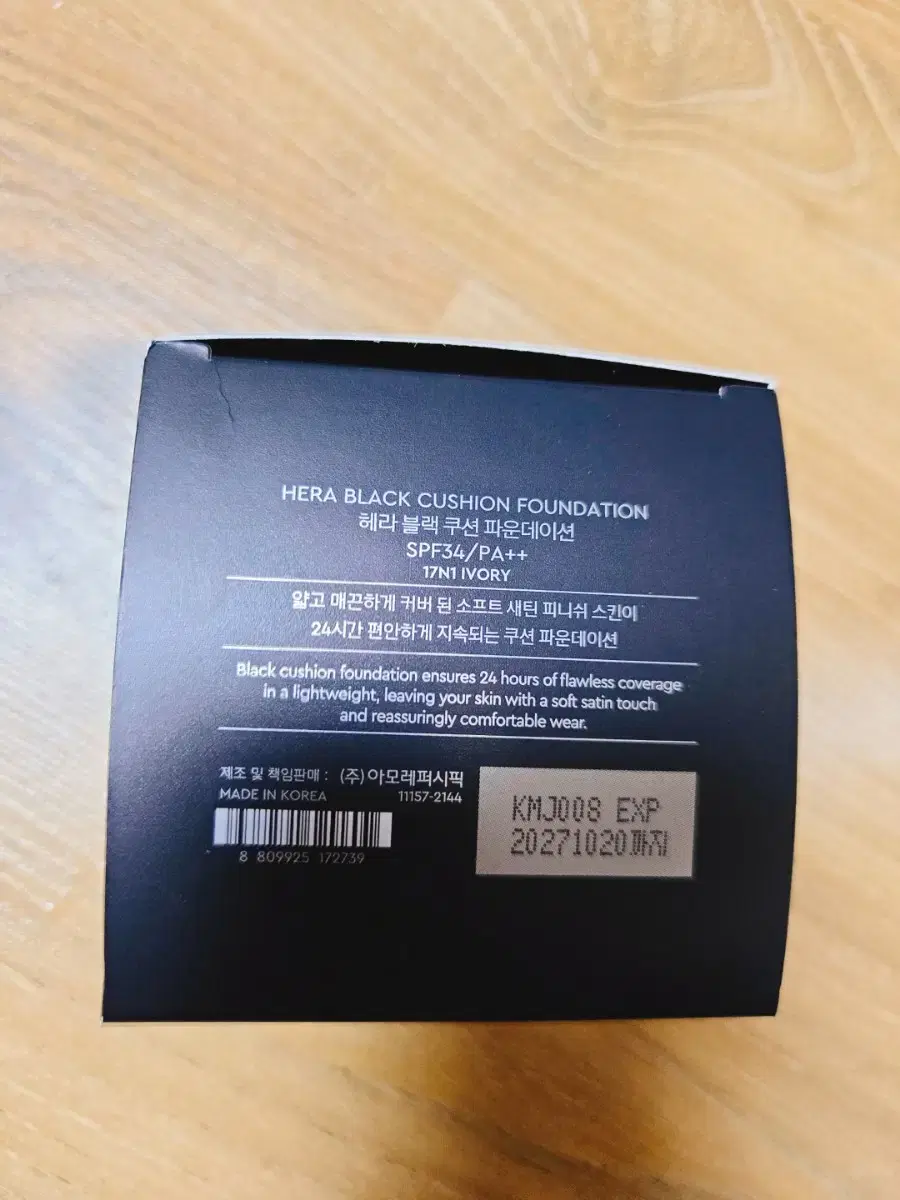 HERA BLACK CUSHION FOUNDATION
헤라 블랙 쿠션 파운데이션
SPF34/PA++
17N1 IVORY
얇고 매끈하게 커버 된 소프트 새틴 피니쉬 스킨이
24시간 편안하게 지속되는 쿠션 파운데이션
Black cushion foundation ensures 24 hours of flawless coverage
in a lightweight, leaving your skin with a soft satin touch
and reassuringly comfortable wear.
제조 및 책임판매 : (주)아모레퍼시픽
MADE IN KOREA 11157-2144
8 809925 172739
KMJ008 EXP
20271020까지